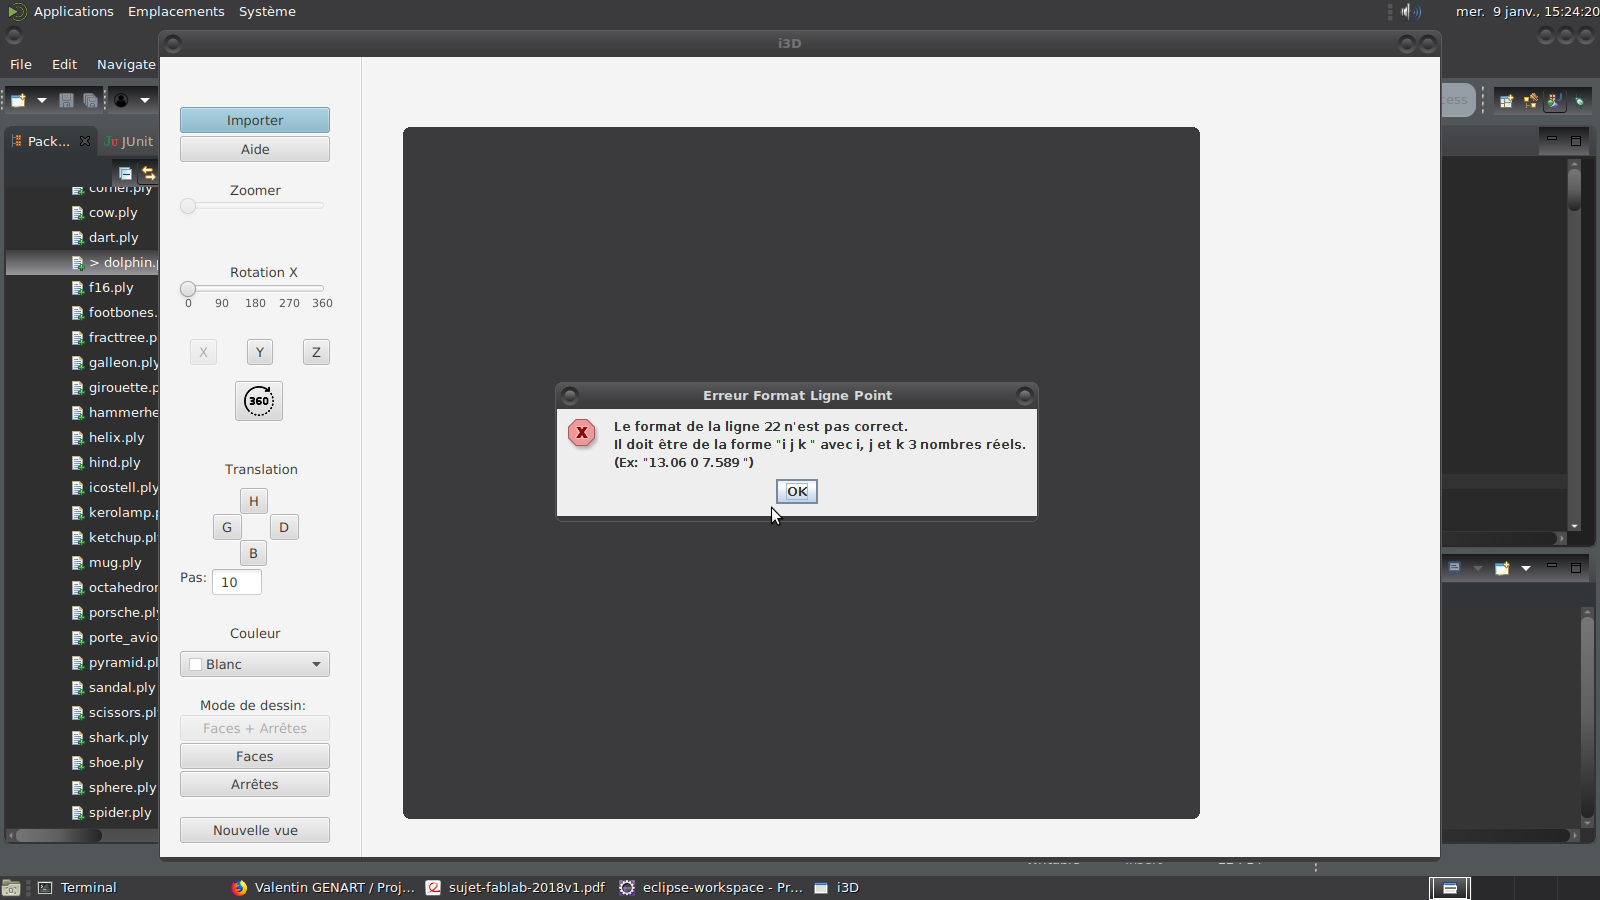 Applications Emplacements Système
mer. 9 janv., 15:24:20
i3D
File Edit Navigate
Importer
Aide
Zoomer
Rotation X
0 90 180 270 360
X Y Z
360
Translation
H
G D
B
Pas: 10
Couleur
Blanc
Mode de dessin:
Faces + Arrêtes
Faces
Arrêtes
Nouvelle vue
Pack...
JUnit
corner.ply
cow.ply
dart.ply
> dolphin.p
f16.ply
footbones.
fracttree.p
galleon.ply
girouette.p
hammerhe
helix.ply
hind.ply
icostell.ply
kerolamp.p
ketchup.pl
mug.ply
octahedron
porsche.ply
porte_avio
pyramid.pl
sandal.ply
scissors.pl
shark.ply
shoe.ply
sphere.ply
spider.ply
Erreur Format Ligne Point
Le format de la ligne 22 n'est pas correct.
Il doit être de la forme "i j k " avec i, j et k 3 nombres réels.
(Ex: "13.06 0 7.589 ")
OK
cess
Terminal
Valentin GENART / Proj...
sujet-fablab-2018v1.pdf
eclipse-workspace - Pr...
i3D